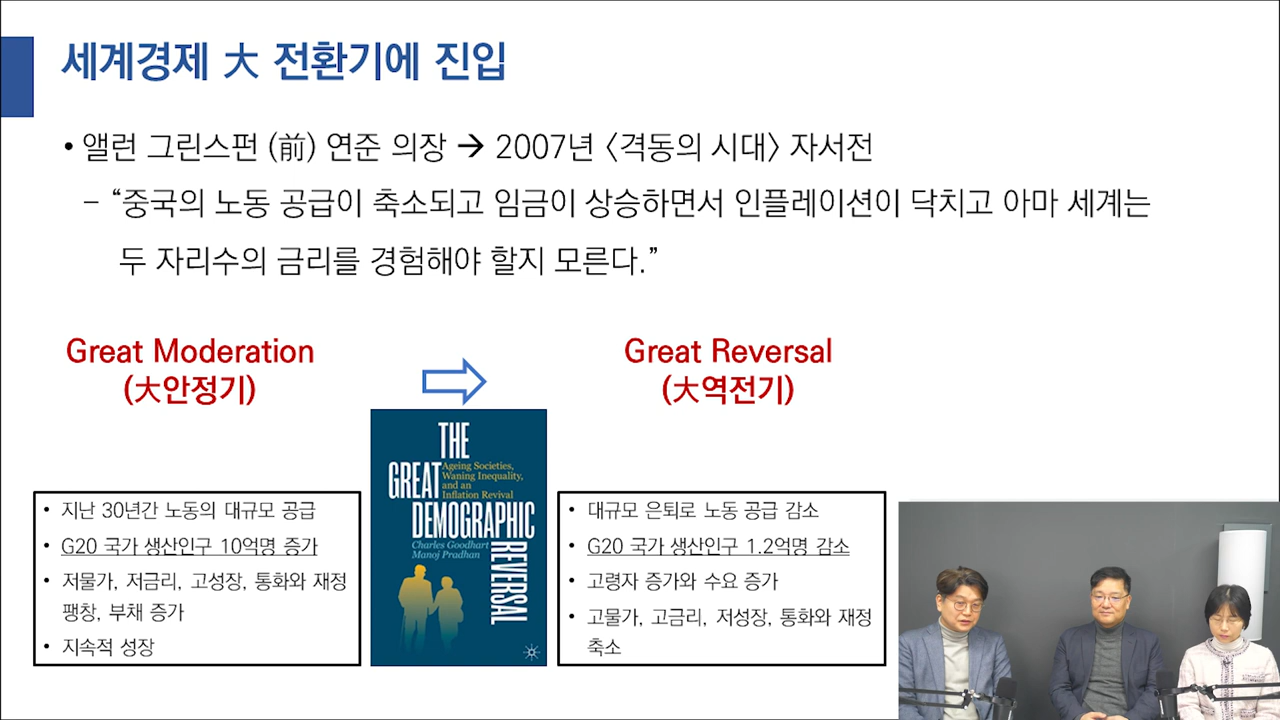 세계경제 大 전환기에 진입
• 앨런 그린스펀 (前) 연준 의장 → 2007년 〈격동의 시대〉 자서전
– “중국의 노동 공급이 축소되고 임금이 상승하면서 인플레이션이 닥치고 아마 세계는
두 자리수의 금리를 경험해야 할지 모른다.”
Great Moderation
(大안정기)
• 지난 30년간 노동의 대규모 공급
• G20 국가 생산인구 10억명 증가
• 저물가, 저금리, 고성장, 통화와 재정
팽창, 부채 증가
• 지속적 성장
THE
GREAT
Ageing Societies,
Waning Inequality,
and an
Inflation Revival
DEMOGRAPHIC
Charles Goodhart
Manoj Pradhan
REVERSAL
Great Reversal
(大역전기)
• 대규모 은퇴로 노동 공급 감소
• G20 국가 생산인구 1.2억명 감소
• 고령자 증가와 수요 증가
• 고물가, 고금리, 저성장, 통화와 재정
축소